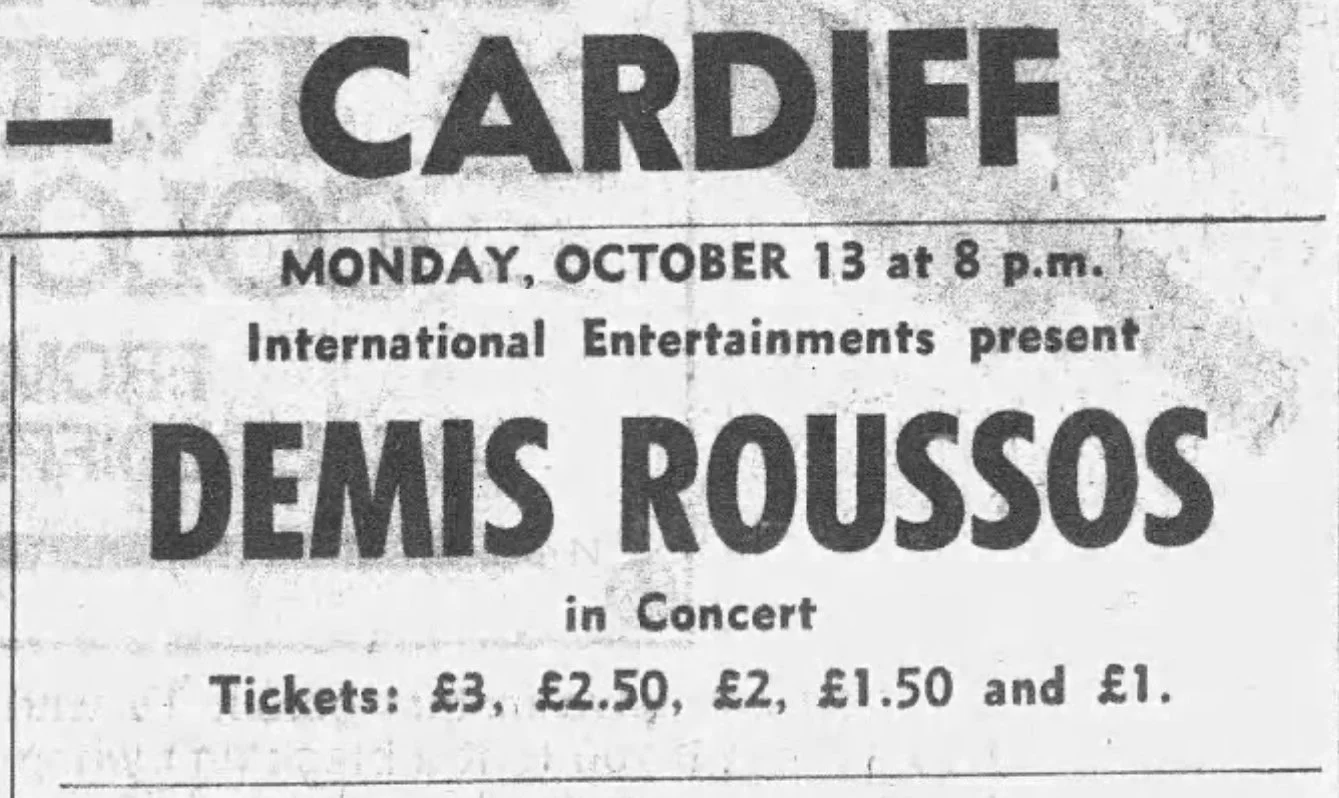 — CARDIFF
MONDAY, OCTOBER 13 at 8 p.m.
International Entertainments present
DEMIS ROUSSOS
in Concert
Tickets: £3, £2.50, £2, £1.50 and £1.